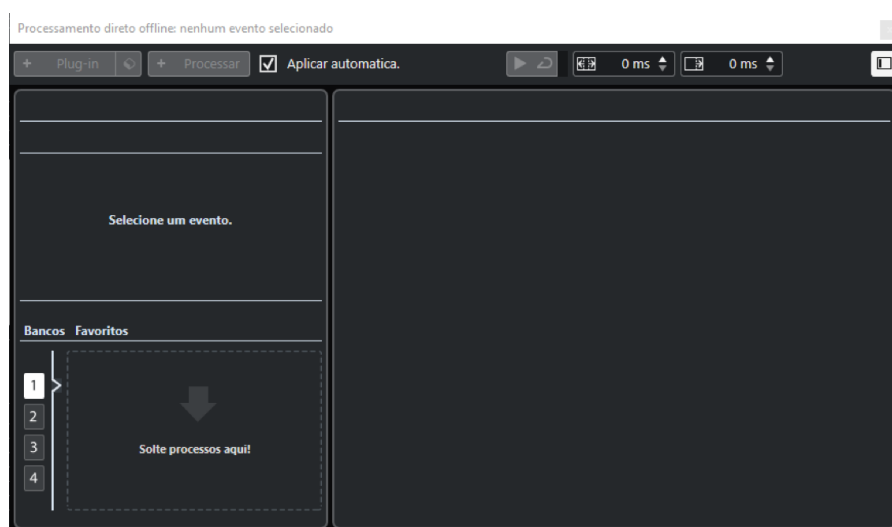 Processamento direto offline: nenhum evento selecionado
+ Plug-in + Processar Aplicar automatica. 0 ms 0 ms
Selecione um evento.
Bancos Favoritos
1
2
3
4
Solte processos aqui!